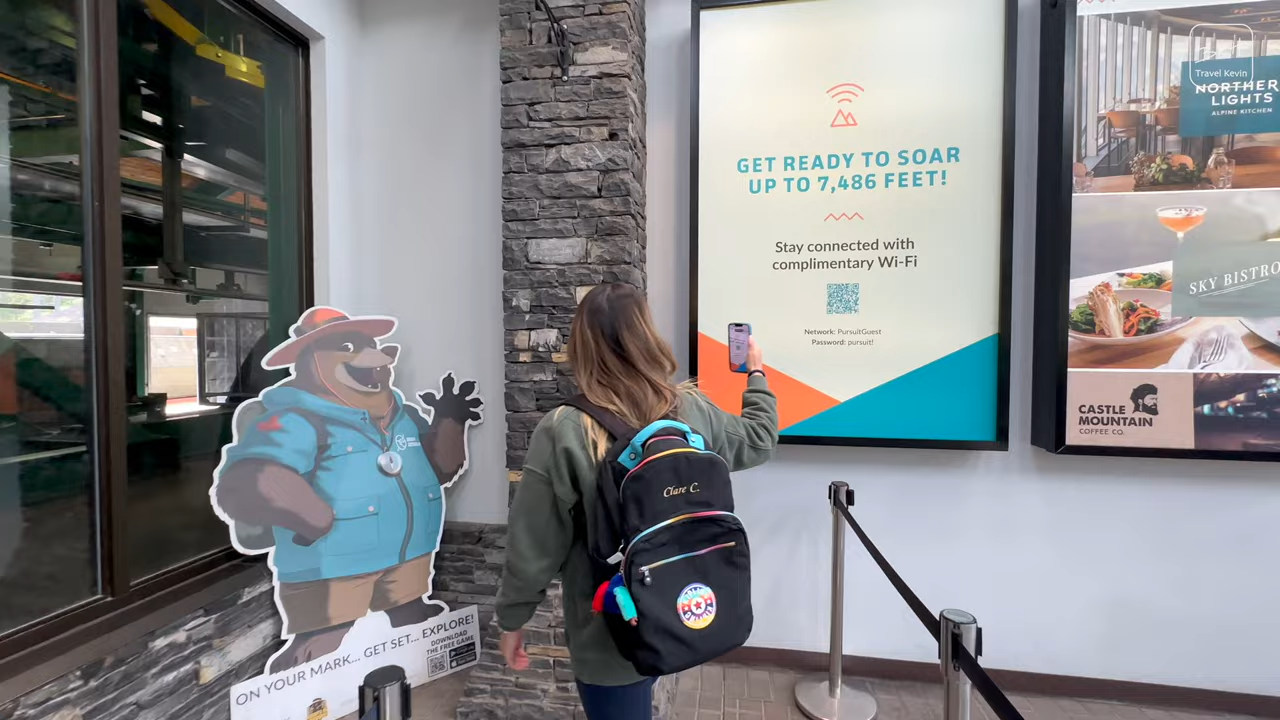 GET READY TO SOAR
UP TO 7,486 FEET!
Stay connected with
complimentary Wi-Fi
Network: PursuitGuest
Password: pursuit!
Travel Kevin
NORTHER
LIGHTS
ALPINE KITCHEN
SKY BISTRO
CASTLE
MOUNTAIN
COFFEE CO.
Clare C.
ON YOUR MARK... GET SET... EXPLORE!
DOWNLOAD
THE FREE GAME